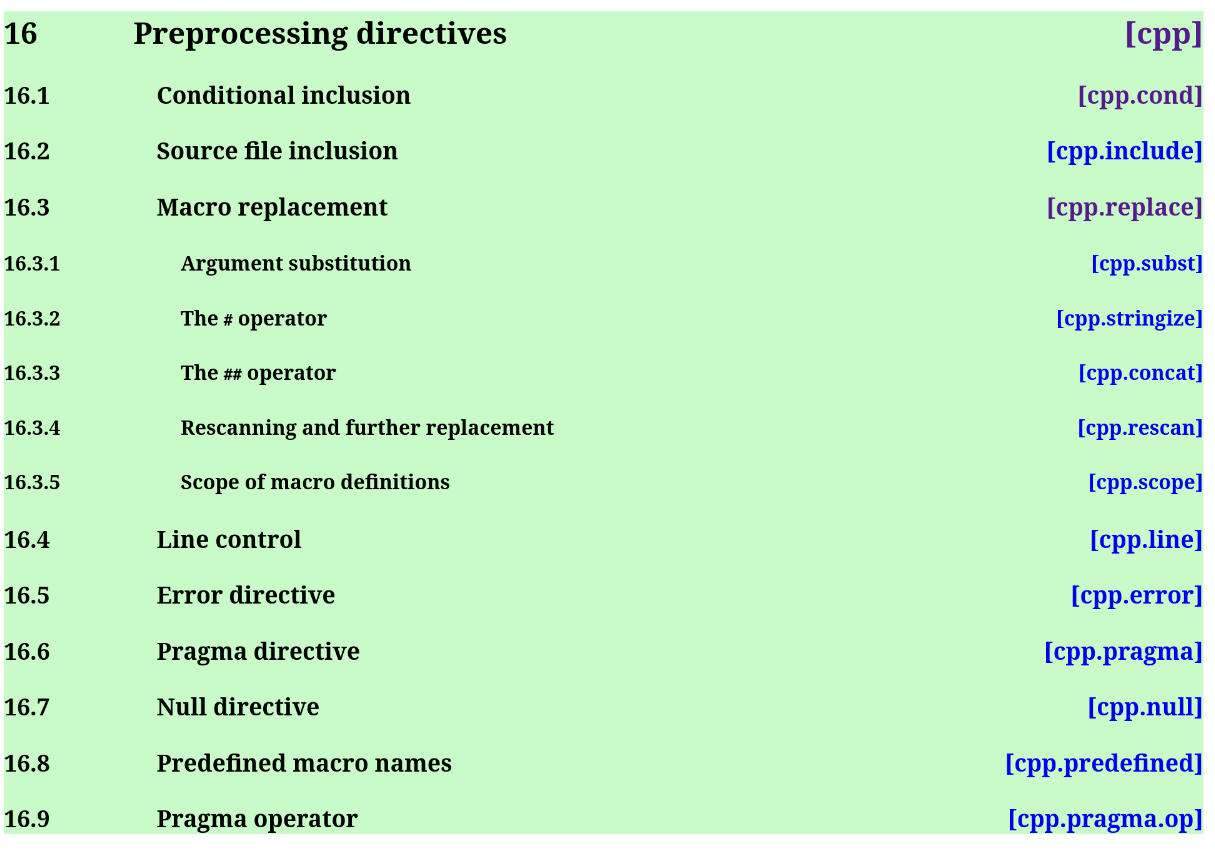 16 Preprocessing directives [cpp]
16.1 Conditional inclusion [cpp.cond]
16.2 Source file inclusion [cpp.include]
16.3 Macro replacement [cpp.replace]
16.3.1 Argument substitution [cpp.subst]
16.3.2 The # operator [cpp.stringize]
16.3.3 The ## operator [cpp.concat]
16.3.4 Rescanning and further replacement [cpp.rescan]
16.3.5 Scope of macro definitions [cpp.scope]
16.4 Line control [cpp.line]
16.5 Error directive [cpp.error]
16.6 Pragma directive [cpp.pragma]
16.7 Null directive [cpp.null]
16.8 Predefined macro names [cpp.predefined]
16.9 Pragma operator [cpp.pragma.op]